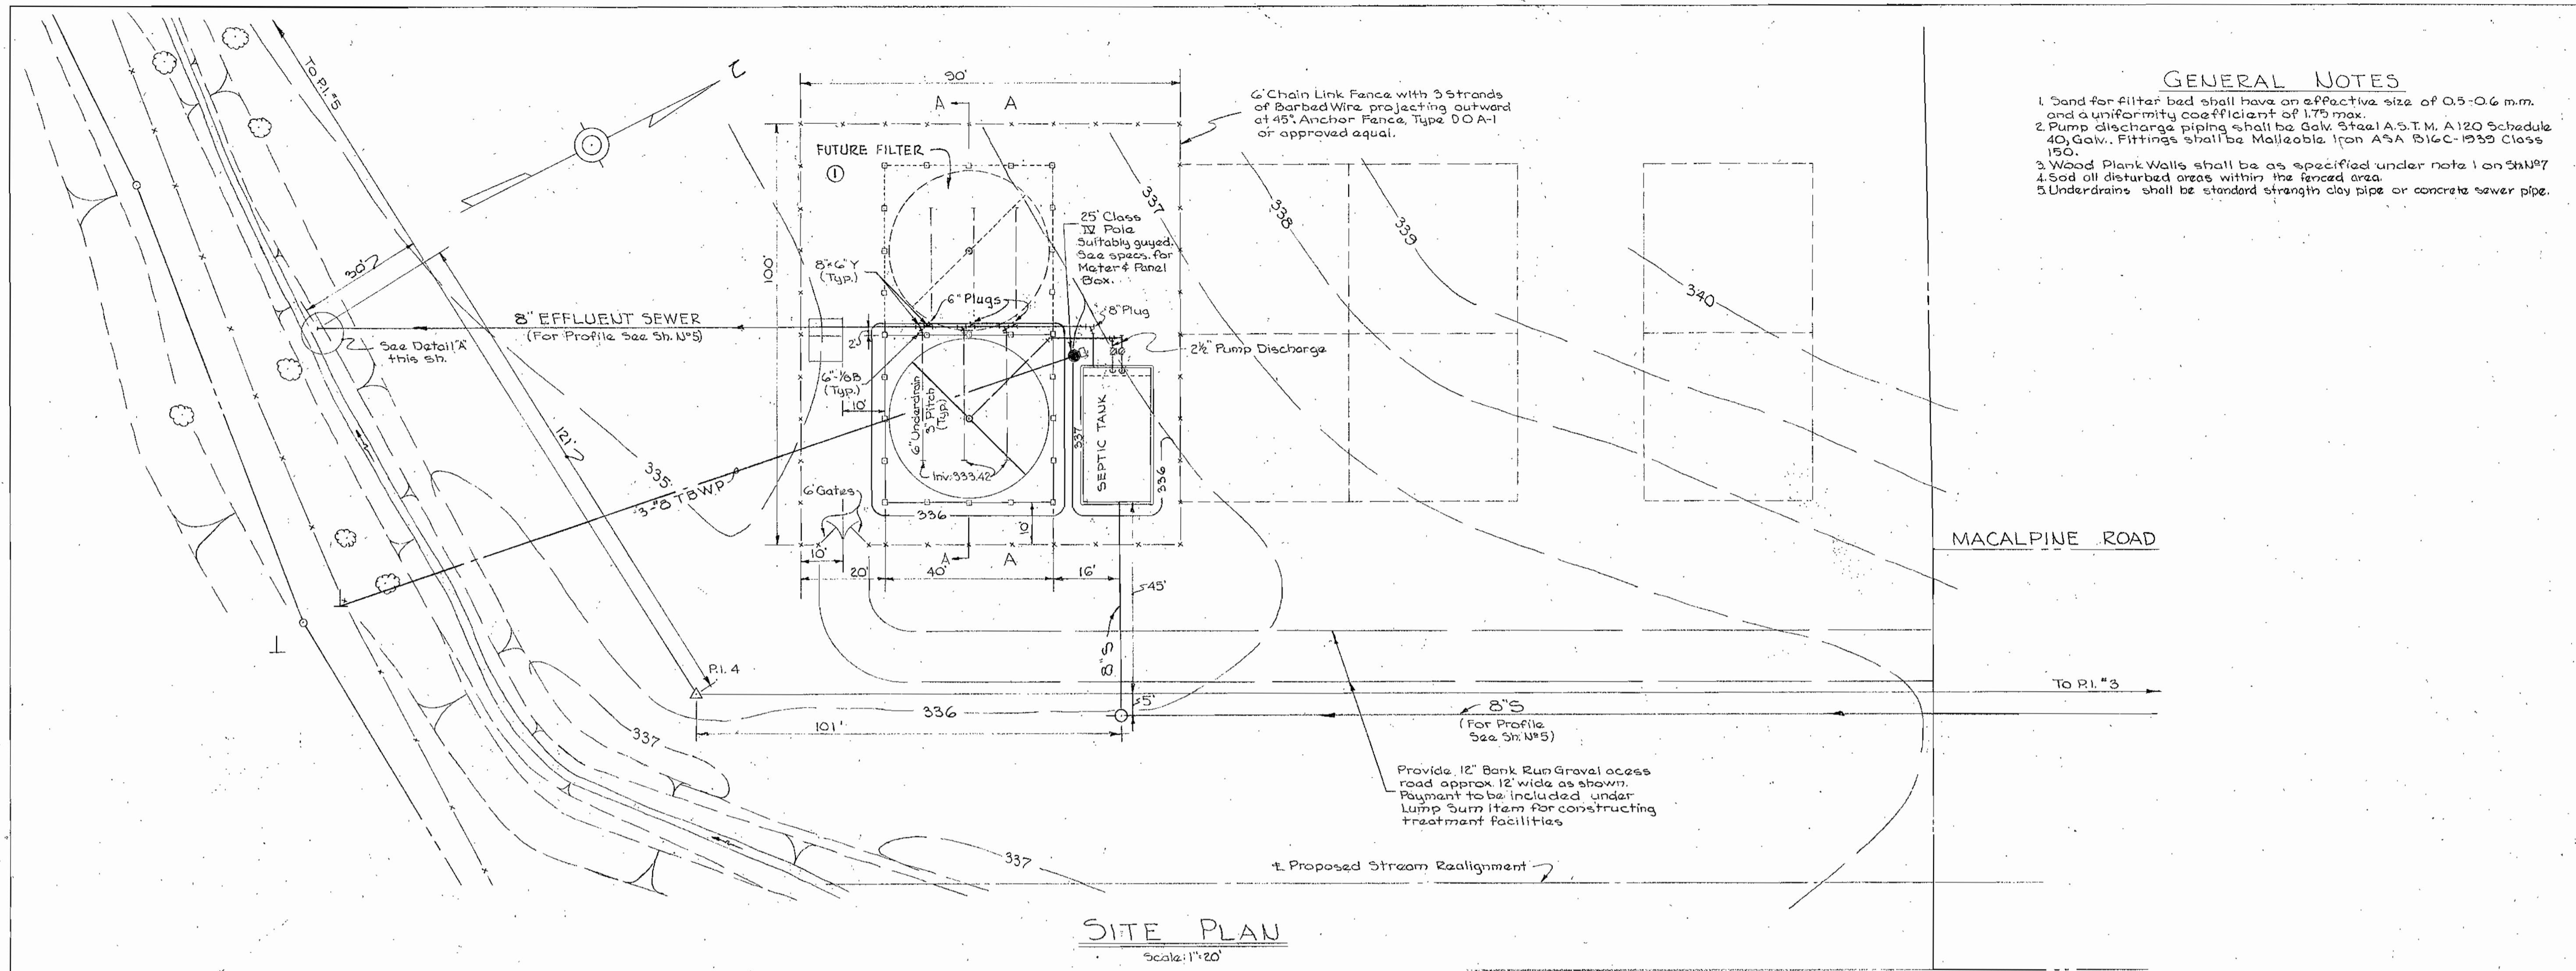 GENERAL NOTES
1. Sand for filter bed shall have an effective size of 0.5-0.6 m.m.
and a uniformity coefficient of 1.75 max.
2. Pump discharge piping shall be Galv. Steel A.S.T.M. A120 Schedule
40, Galv.. Fittings shall be Malleable Iron ASA B16C-1939 Class
150.
3. Wood Plank Walls shall be as specified under note 1 on Sh Nº7
4. Sod all disturbed areas within the fenced area.
5. Underdrains shall be standard strength clay pipe or concrete sewer pipe.
To P.I. #5
90'
A A
6' Chain Link Fence with 3 Strands
of Barbed Wire projecting outward
at 45°. Anchor Fence, Type DOA-1
or approved equal.
FUTURE FILTER
1
100'
337
338
339
340
25' Class
IV Pole
Suitably guyed.
See specs. for
Meter & Panel
Box.
8"x6" Y
(Typ.)
6" Plugs
8" Plug
30'
8" EFFLUENT SEWER
(For Profile See Sh. Nº5)
See Detail "A"
this sh.
2'
2½" Pump Discharge
6"-⅛B
(Typ.)
10'
6" Underdrain
3" Pitch
(Typ.)
SEPTIC TANK
337
336
121'
335
3-#8 TBWP
Inv. 333.42
6' Gates
336
10'
10'
A A
20'
40'
16'
45'
MACALPINE ROAD
8"S
P.I. 4
5'
To P.I. #3
336
101'
8"S
(For Profile
See Sh. Nº5)
337
Provide 12" Bank Run Gravel acess
road approx. 12' wide as shown.
Payment to be included under
Lump Sum item for constructing
treatment facilities
337
℄ Proposed Stream Realignment
SITE PLAN
Scale: 1"=20'